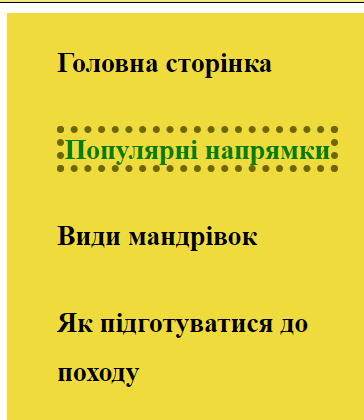 Головна сторінка
Популярні напрямки
Види мандрівок
Як підготуватися до
походу